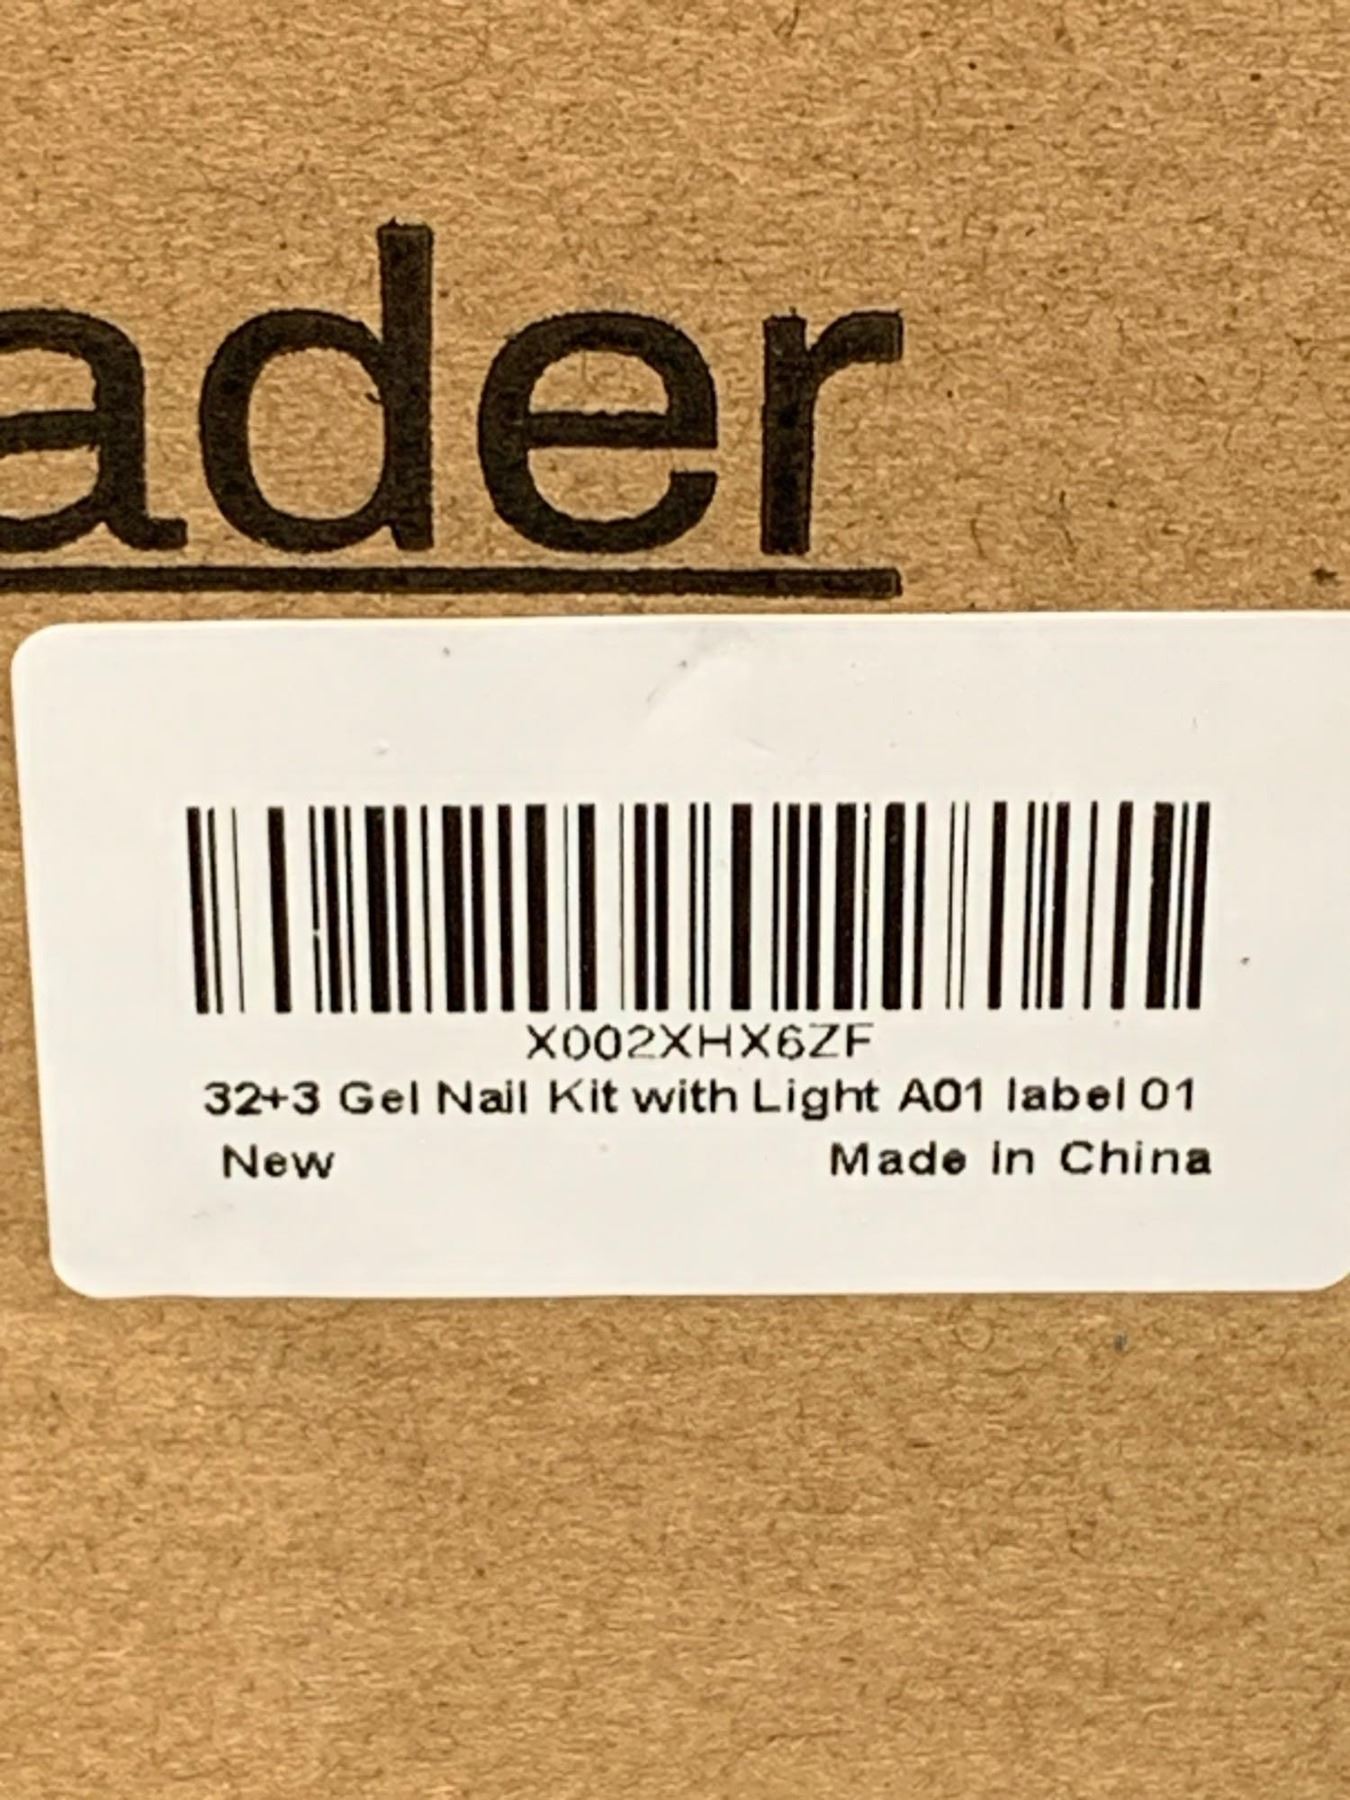 ader
X002XHX6ZF
32+3 Gel Nail Kit with Light A01 label 01
New
Made in China